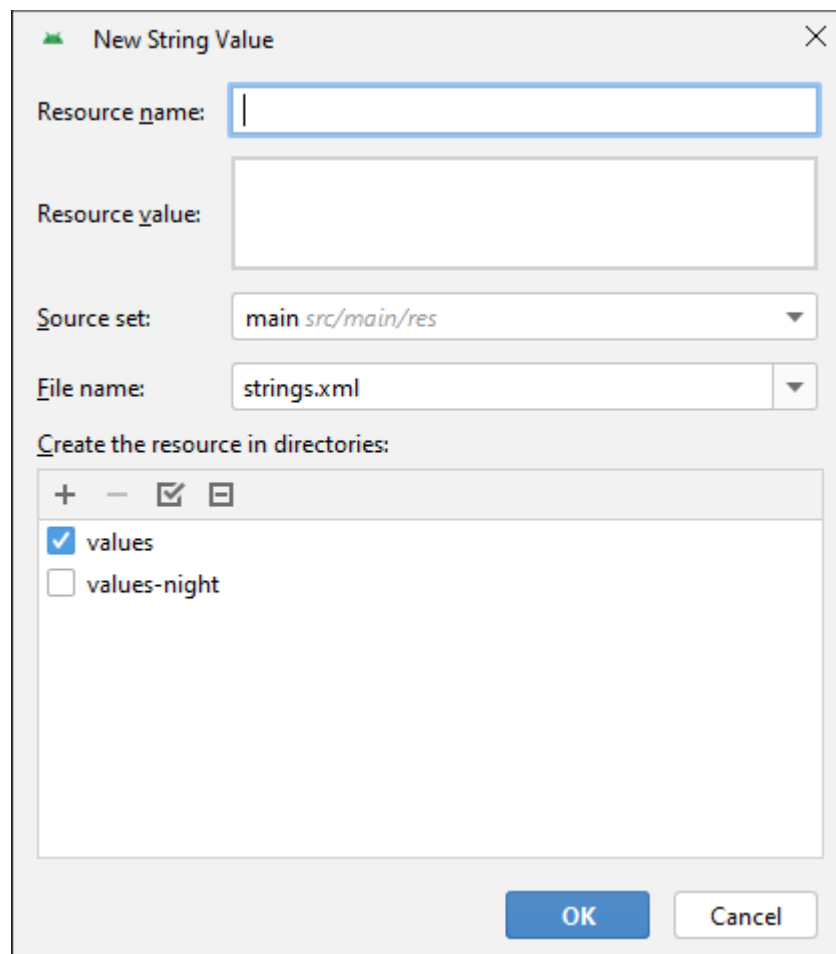 New String Value
Resource name:
Resource value:
Source set: main src/main/res
File name: strings.xml
Create the resource in directories:
values
values-night
OK Cancel